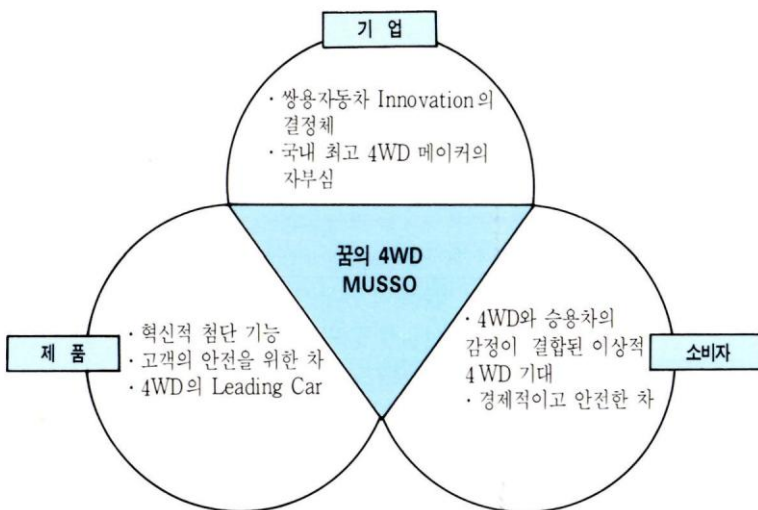 기 업
· 쌍용자동차 Innovation의
결정체
· 국내 최고 4WD 메이커의
자부심
꿈의 4WD
MUSSO
제 품
· 혁신적 첨단 기능
· 고객의 안전을 위한 차
· 4WD의 Leading Car
· 4WD와 승용차의
감정이 결합된 이상적
4WD 기대
· 경제적이고 안전한 차
소비자